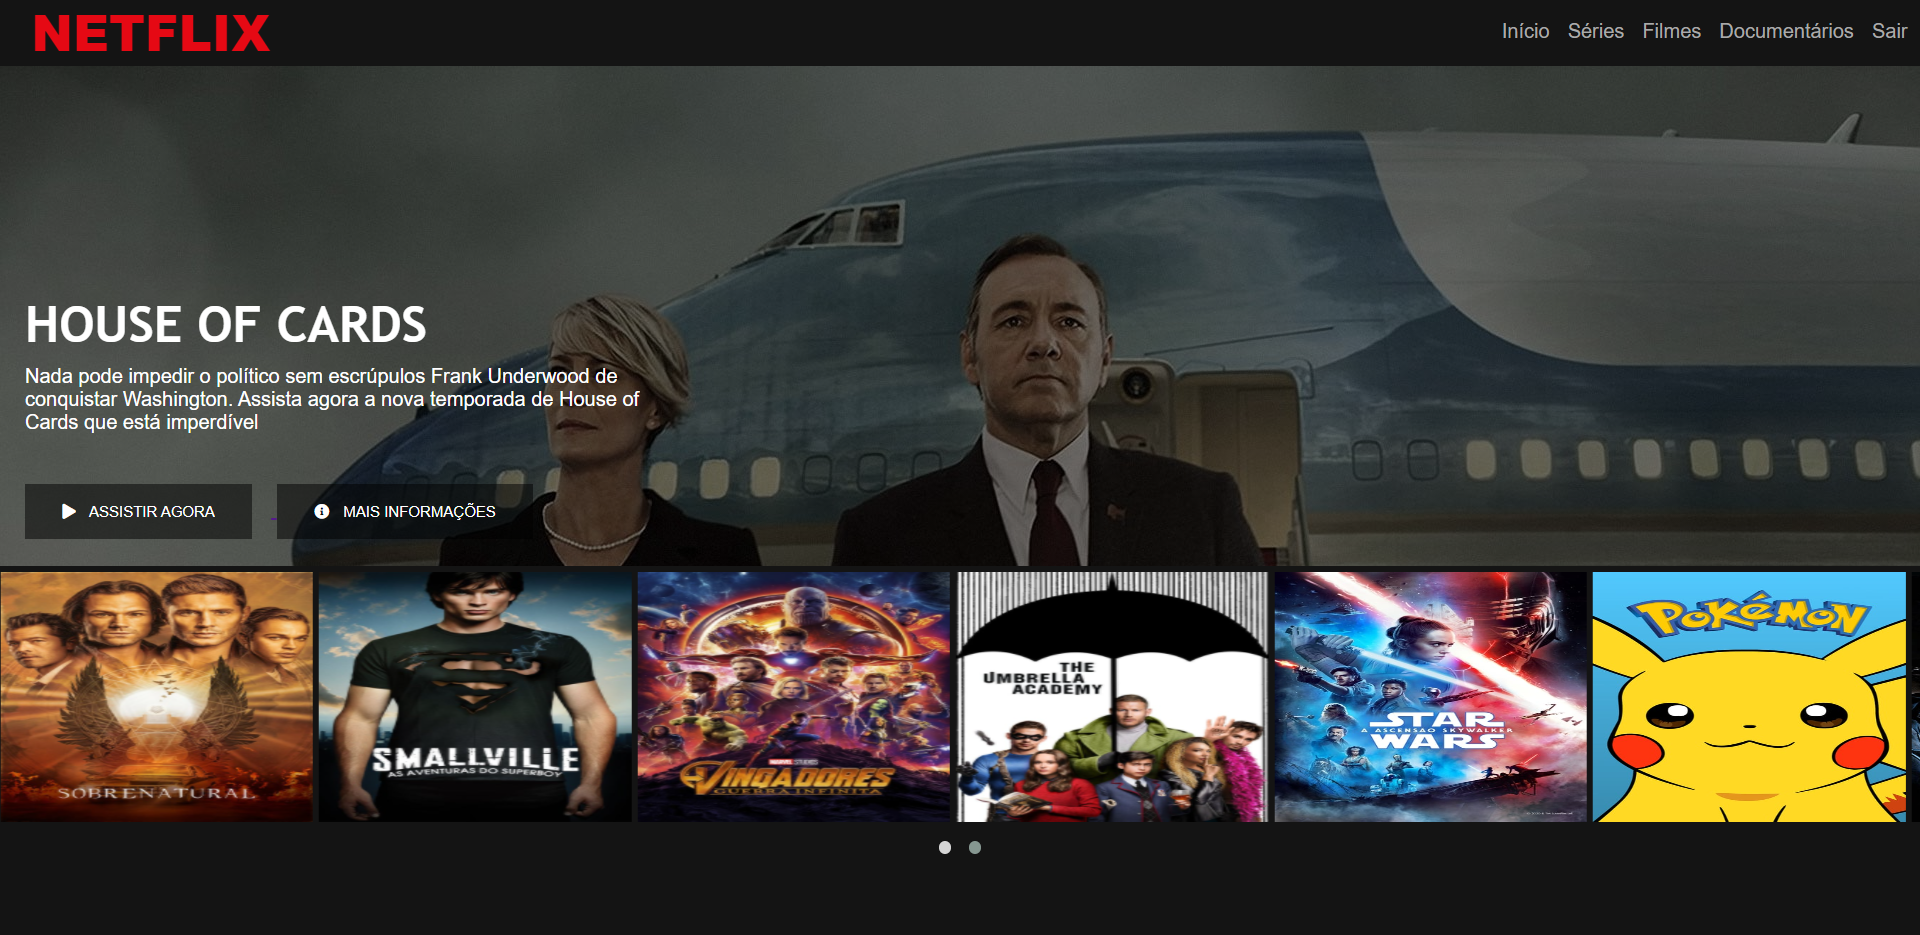 NETFLIX
Início Séries Filmes Documentários Sair
HOUSE OF CARDS
Nada pode impedir o político sem escrúpulos Frank Underwood de
conquistar Washington. Assista agora a nova temporada de House of
Cards que está imperdível
ASSISTIR AGORA
MAIS INFORMAÇÕES
SOBRENATURAL
SMALLVILLE
AS AVENTURAS DO SUPERBOY
MARVEL STUDIOS
VINGADORES
GUERRA INFINITA
THE
UMBRELLA
ACADEMY
STAR
A ASCENSÃO SKYWALKER
WARS
POKÉMON